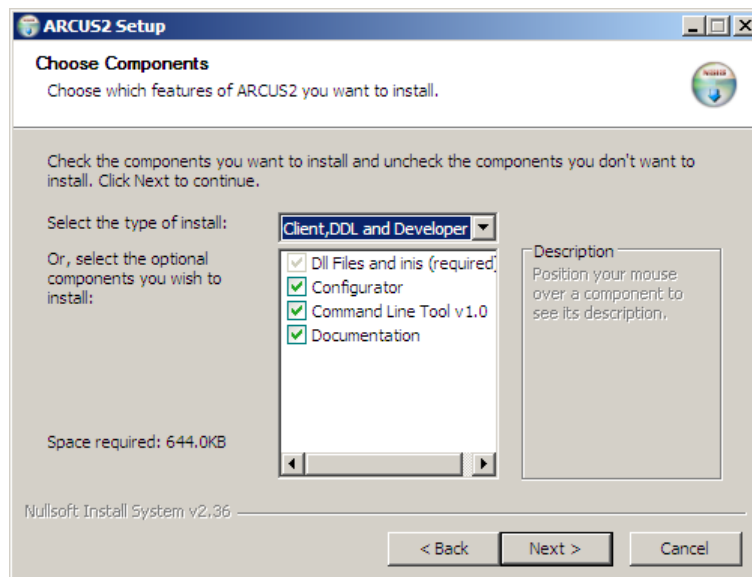 ARCUS2 Setup
Choose Components
Choose which features of ARCUS2 you want to install.
Check the components you want to install and uncheck the components you don't want to
install. Click Next to continue.
Select the type of install:
Client,DDL and Developer
Or, select the optional
components you wish to
install:
Dll Files and inis (required)
Configurator
Command Line Tool v1.0
Documentation
Description
Position your mouse
over a component to
see its description.
Space required: 644.0KB
Nullsoft Install System v2.36
< Back
Next >
Cancel